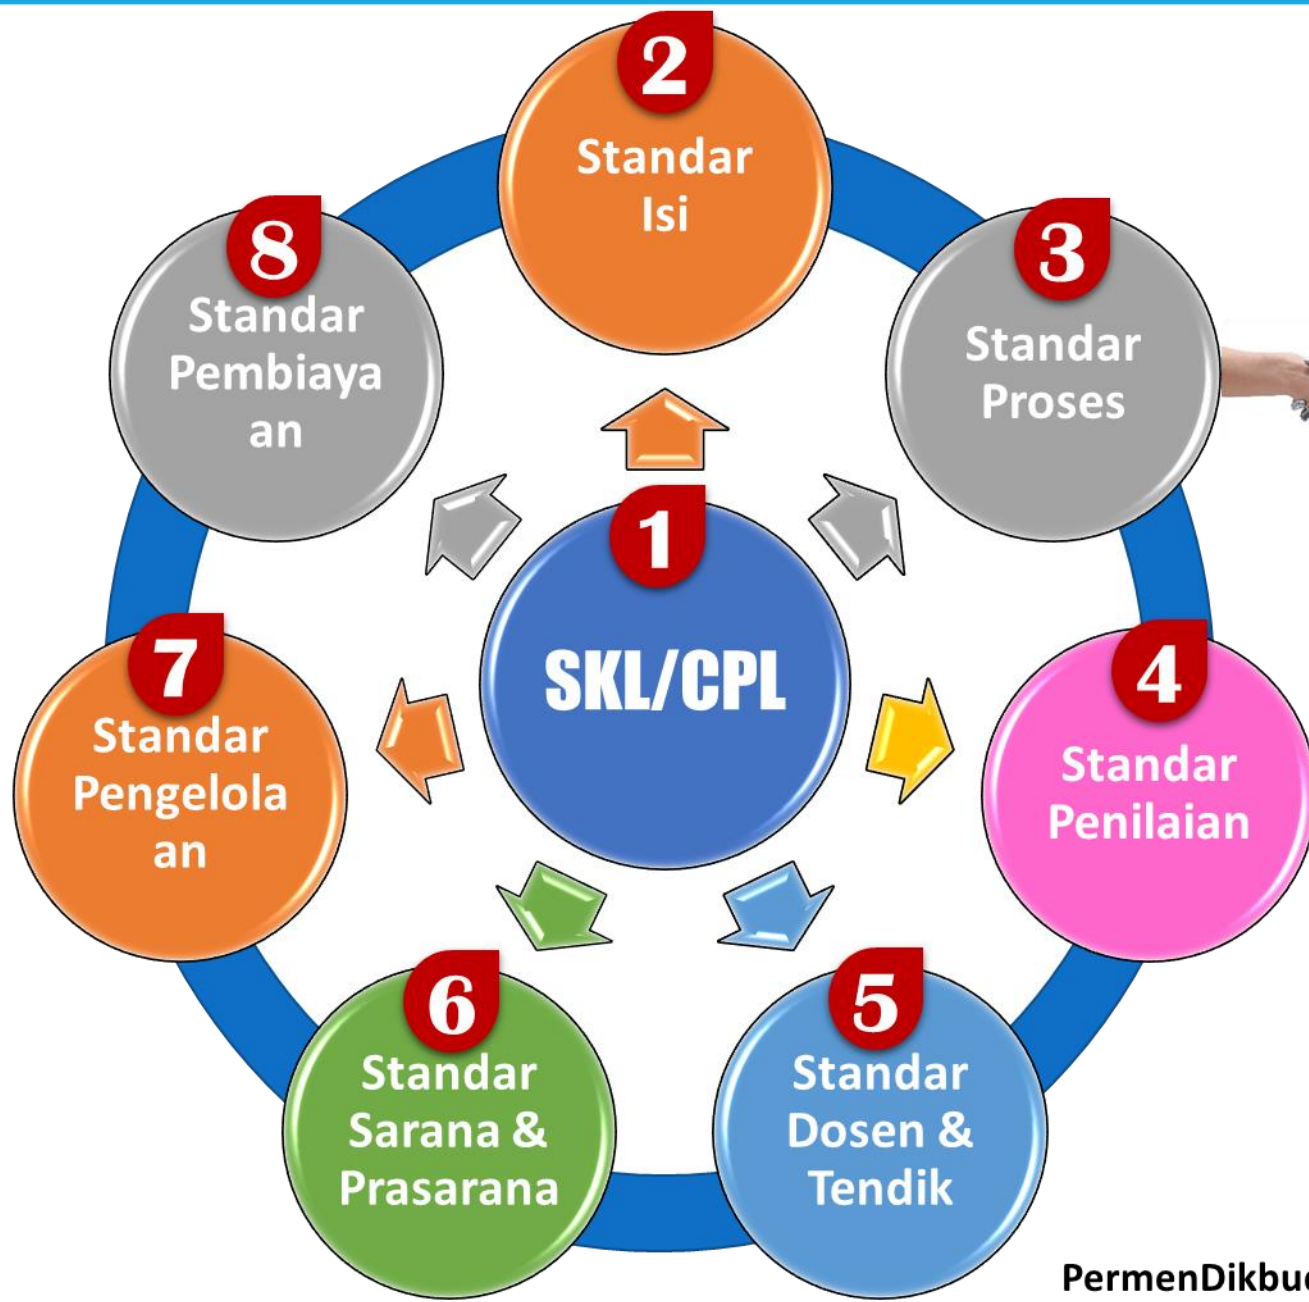 1
SKL/CPL
2
Standar
Isi
3
Standar
Proses
4
Standar
Penilaian
5
Standar
Dosen &
Tendik
6
Standar
Sarana &
Prasarana
7
Standar
Pengelola
an
8
Standar
Pembiaya
an